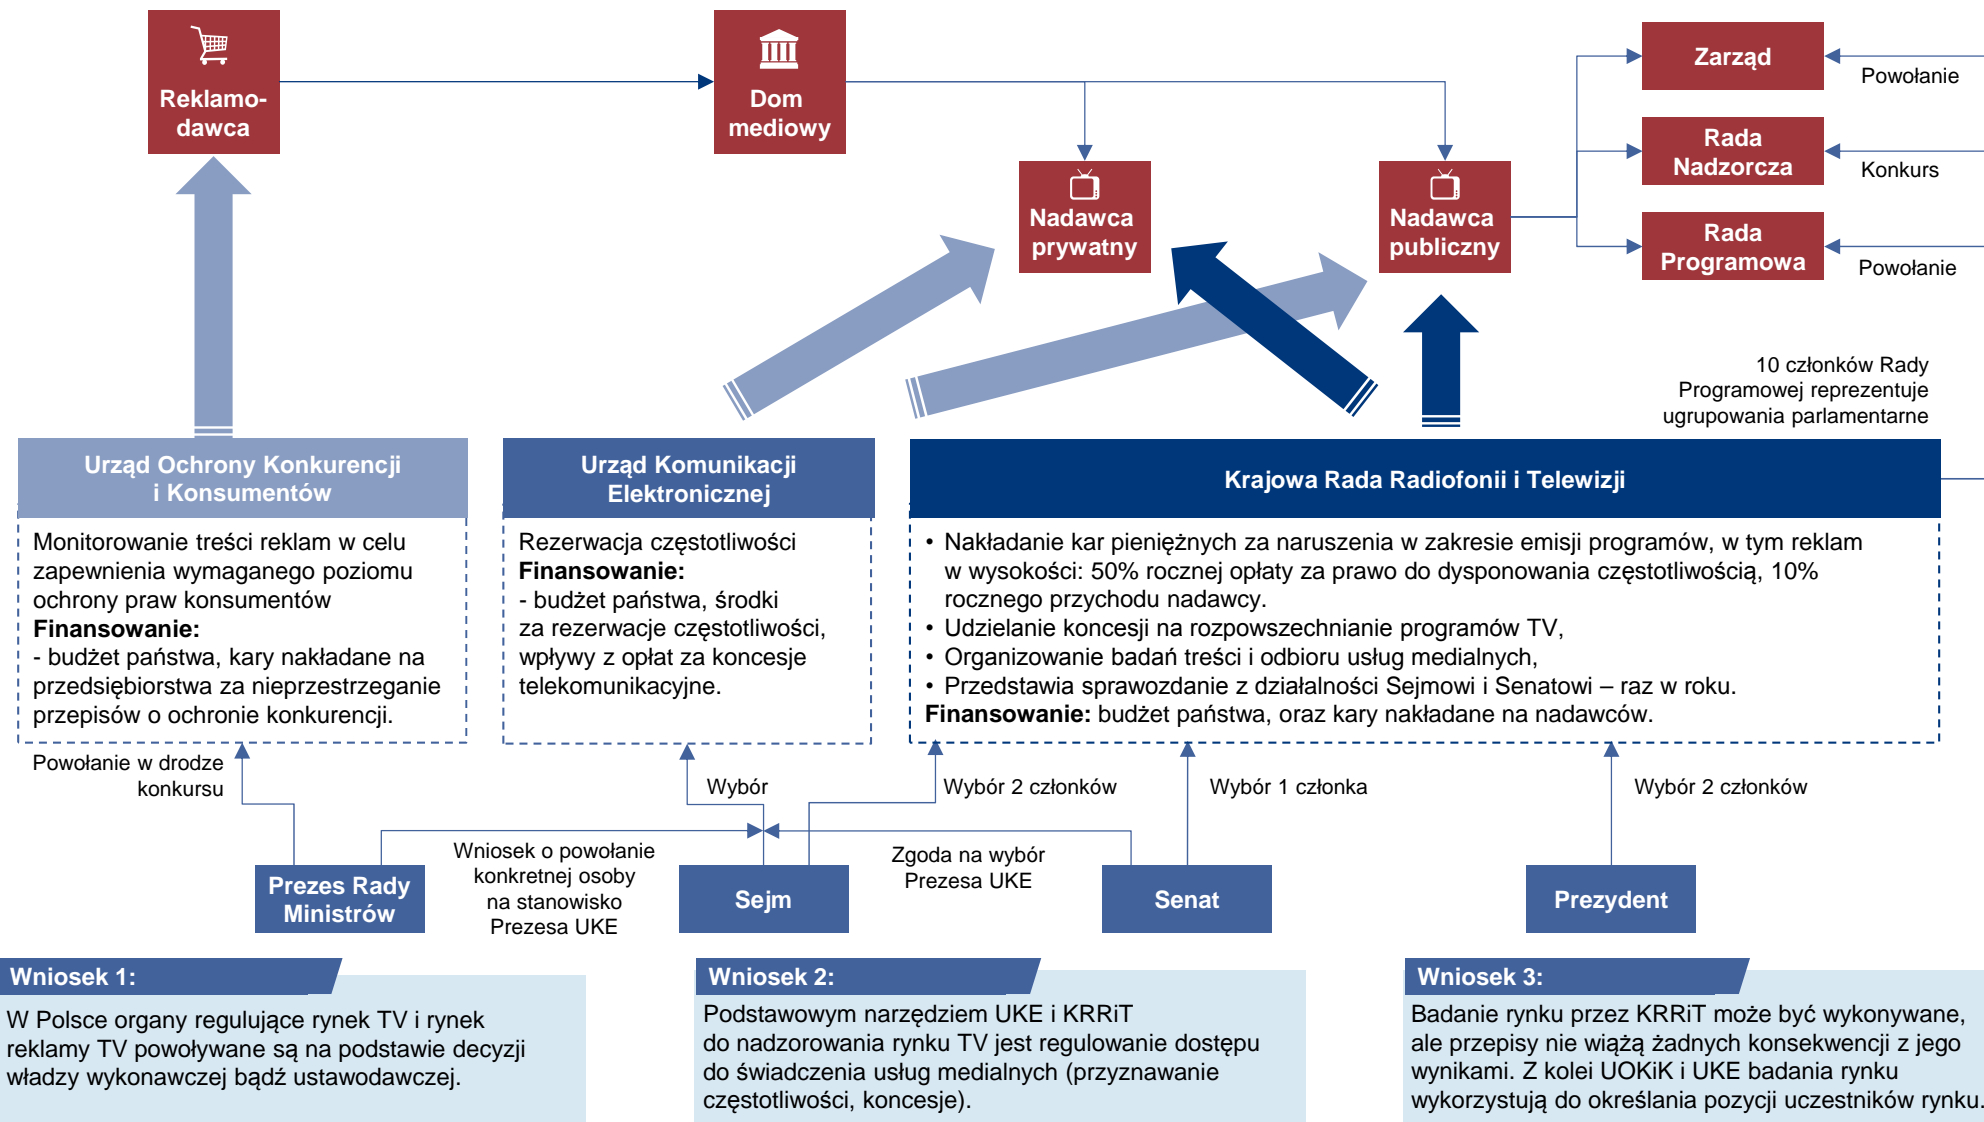 Reklamo-
dawca
Dom
mediowy
Nadawca
prywatny
Nadawca
publiczny
Zarząd
Powołanie
Rada
Nadzorcza
Konkurs
Rada
Programowa
Powołanie
10 członków Rady
Programowej reprezentuje
ugrupowania parlamentarne
Urząd Ochrony Konkurencji
i Konsumentów
Monitorowanie treści reklam w celu
zapewnienia wymaganego poziomu
ochrony praw konsumentów
Finansowanie:
- budżet państwa, kary nakładane na
przedsiębiorstwa za nieprzestrzeganie
przepisów o ochronie konkurencji.
Urząd Komunikacji
Elektronicznej
Rezerwacja częstotliwości
Finansowanie:
- budżet państwa, środki
za rezerwacje częstotliwości,
wpływy z opłat za koncesje
telekomunikacyjne.
Krajowa Rada Radiofonii i Telewizji
• Nakładanie kar pieniężnych za naruszenia w zakresie emisji programów, w tym reklam
w wysokości: 50% rocznej opłaty za prawo do dysponowania częstotliwością, 10%
rocznego przychodu nadawcy.
• Udzielanie koncesji na rozpowszechnianie programów TV,
• Organizowanie badań treści i odbioru usług medialnych,
• Przedstawia sprawozdanie z działalności Sejmowi i Senatowi – raz w roku.
Finansowanie: budżet państwa, oraz kary nakładane na nadawców.
Powołanie w drodze
konkursu
Wybór
Wybór 2 członków
Wybór 1 członka
Wybór 2 członków
Wniosek o powołanie
konkretnej osoby
na stanowisko
Prezesa UKE
Zgoda na wybór
Prezesa UKE
Prezes Rady
Ministrów
Sejm
Senat
Prezydent
Wniosek 1:
W Polsce organy regulujące rynek TV i rynek
reklamy TV powoływane są na podstawie decyzji
władzy wykonawczej bądź ustawodawczej.
Wniosek 2:
Podstawowym narzędziem UKE i KRRiT
do nadzorowania rynku TV jest regulowanie dostępu
do świadczenia usług medialnych (przyznawanie
częstotliwości, koncesje).
Wniosek 3:
Badanie rynku przez KRRiT może być wykonywane,
ale przepisy nie wiążą żadnych konsekwencji z jego
wynikami. Z kolei UOKiK i UKE badania rynku
wykorzystują do określania pozycji uczestników rynku.